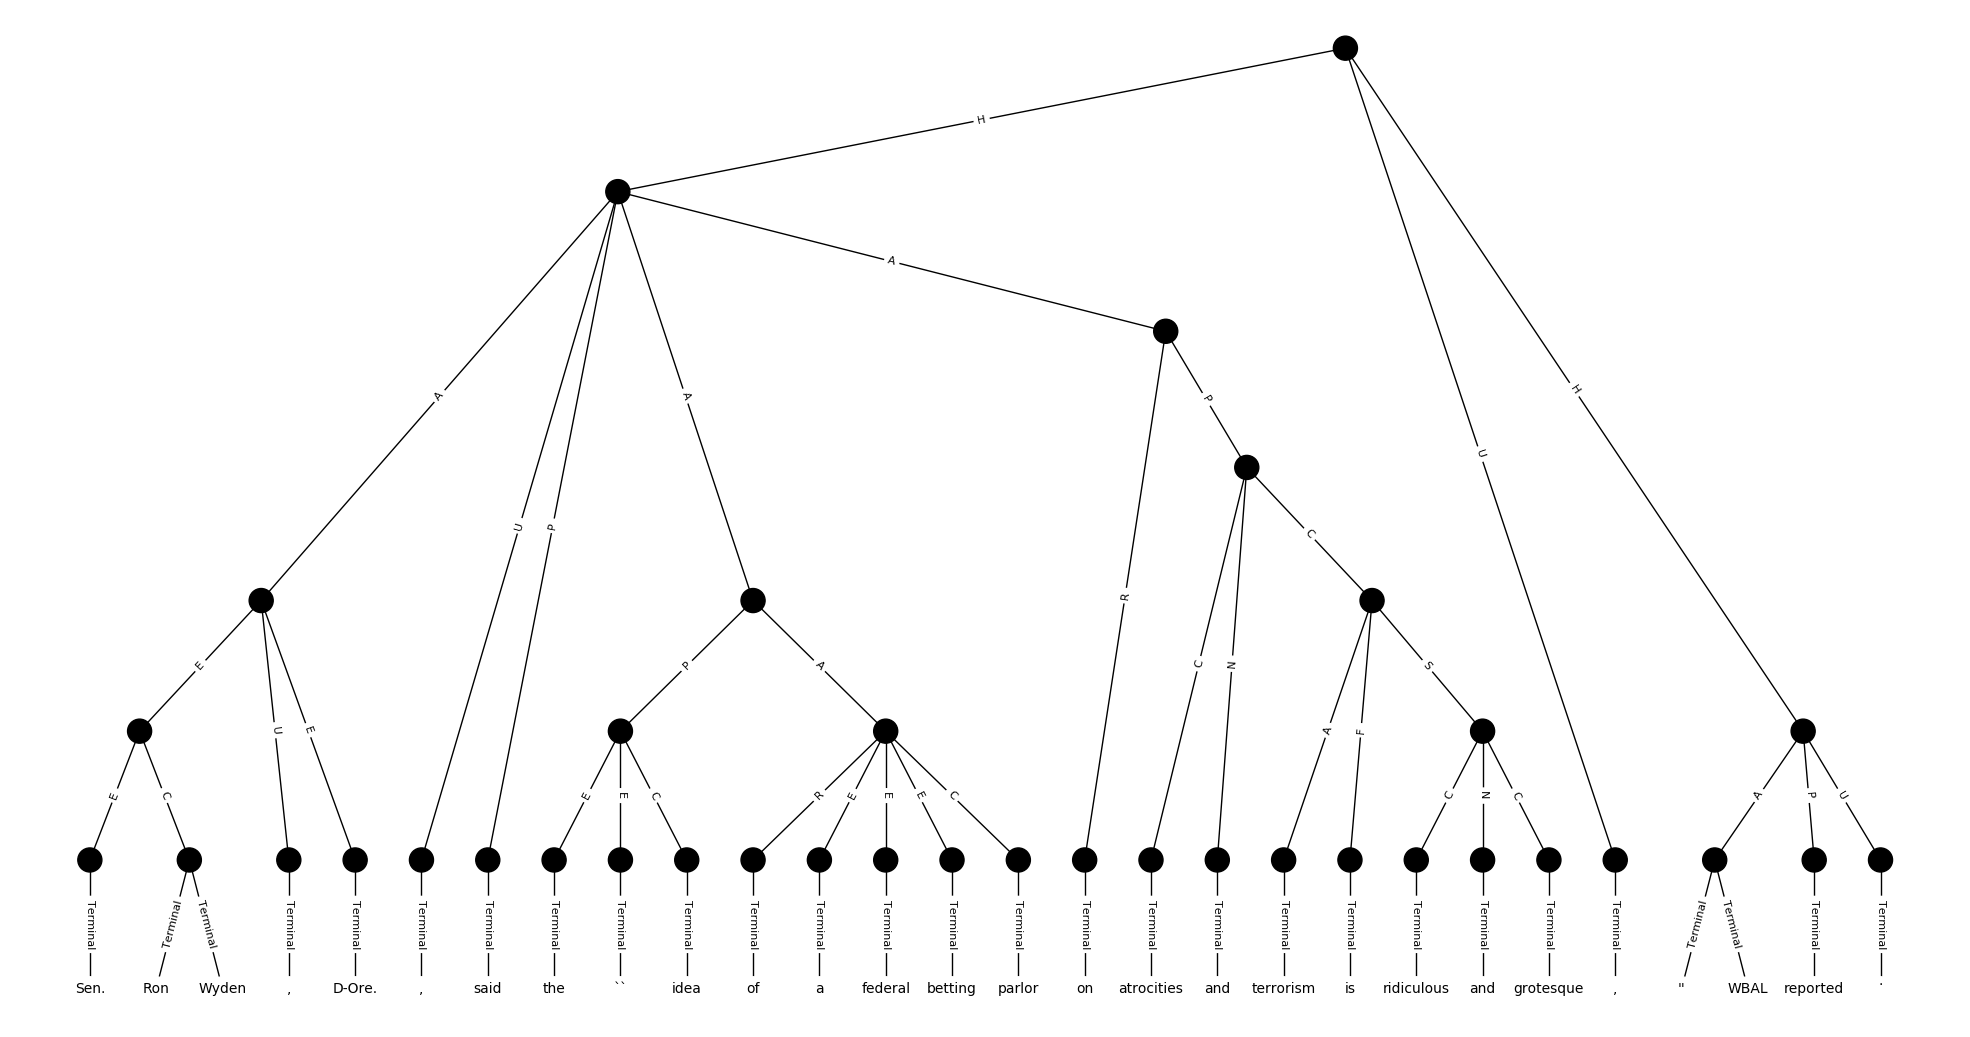 H
A
A
P
A
A
U
P
R
C
U
H
E
U
E
P
A
C
N
A
F
S
E
C
E
E
C
R
E
E
E
C
C
N
C
A
P
U
Terminal Terminal Terminal Terminal Terminal Terminal Terminal Terminal Terminal Terminal Terminal Terminal Terminal Terminal Terminal Terminal Terminal Terminal Terminal Terminal Terminal Terminal Terminal Terminal Terminal Terminal Terminal Terminal
Sen. Ron Wyden , D-Ore. , said the `` idea of a federal betting parlor on atrocities and terrorism is ridiculous and grotesque , " WBAL reported .